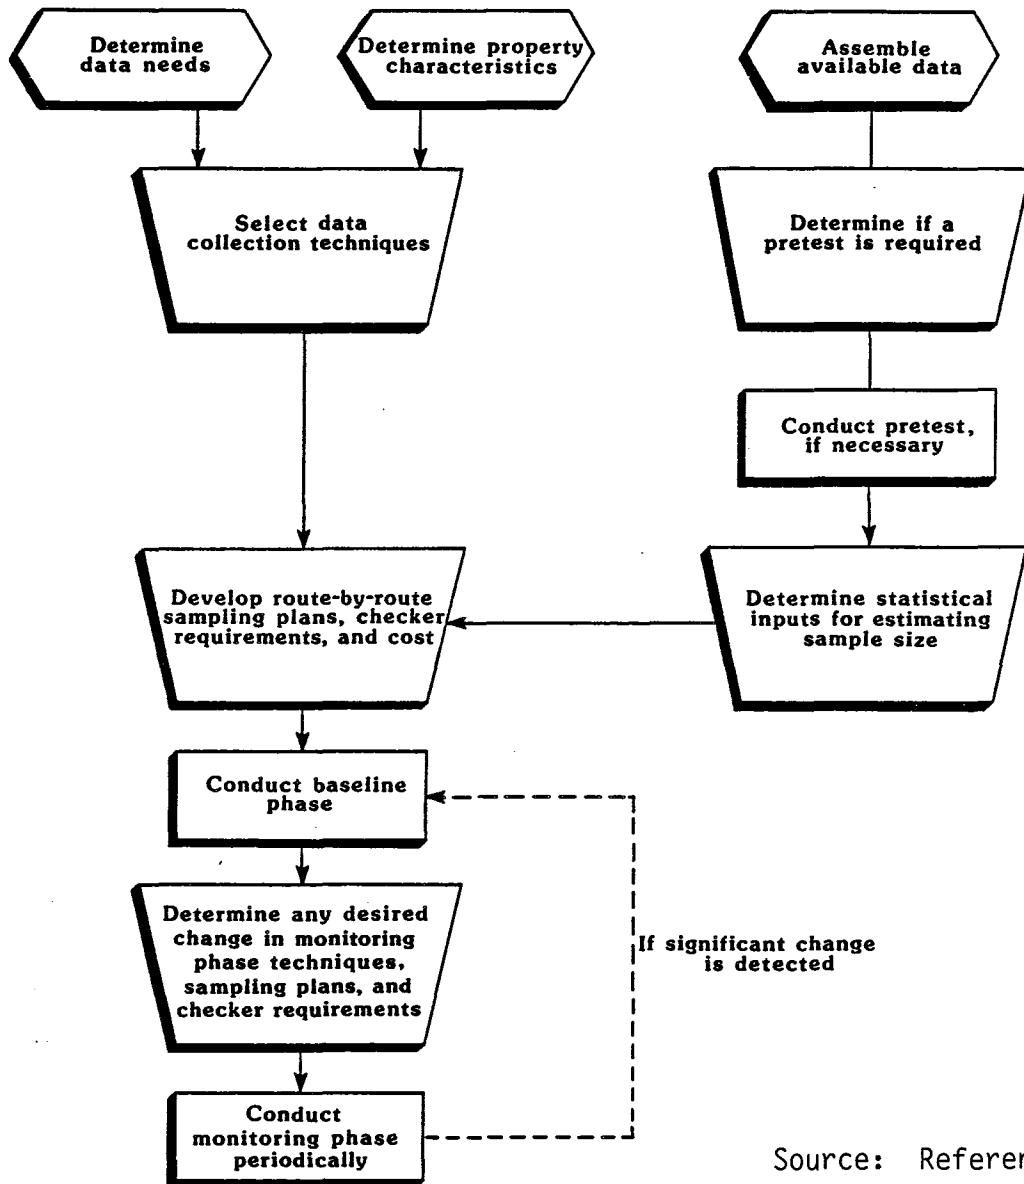 Determine
data needs
Determine property
characteristics
Assemble
available data
Select data
collection techniques
Determine if a
pretest is required
Conduct pretest,
if necessary
Develop route-by-route
sampling plans, checker
requirements, and cost
Determine statistical
inputs for estimating
sample size
Conduct baseline
phase
Determine any desired
change in monitoring
phase techniques,
sampling plans, and
checker requirements
If significant change
is detected
Conduct
monitoring phase
periodically
Source: Referen